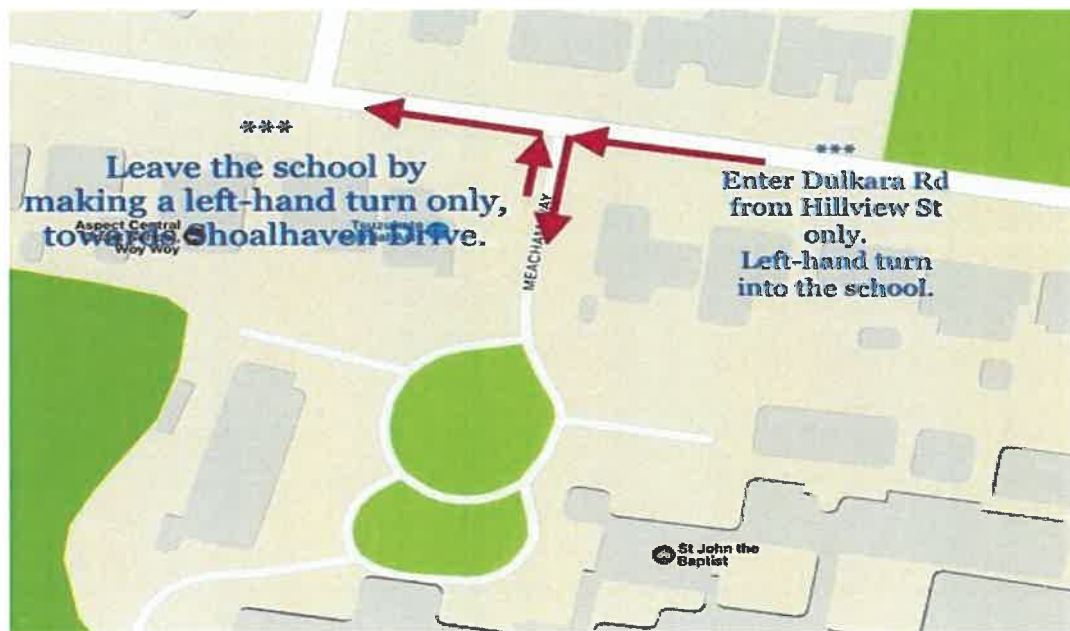 ***
Leave the school by
making a left-hand turn only,
towards Shoalhaven Drive.
***
Enter Dulkara Rd
from Hillview St
only.
Left-hand turn
into the school.
Aspect Central
Woy Woy
MEACHAM WAY
St John the
Baptist